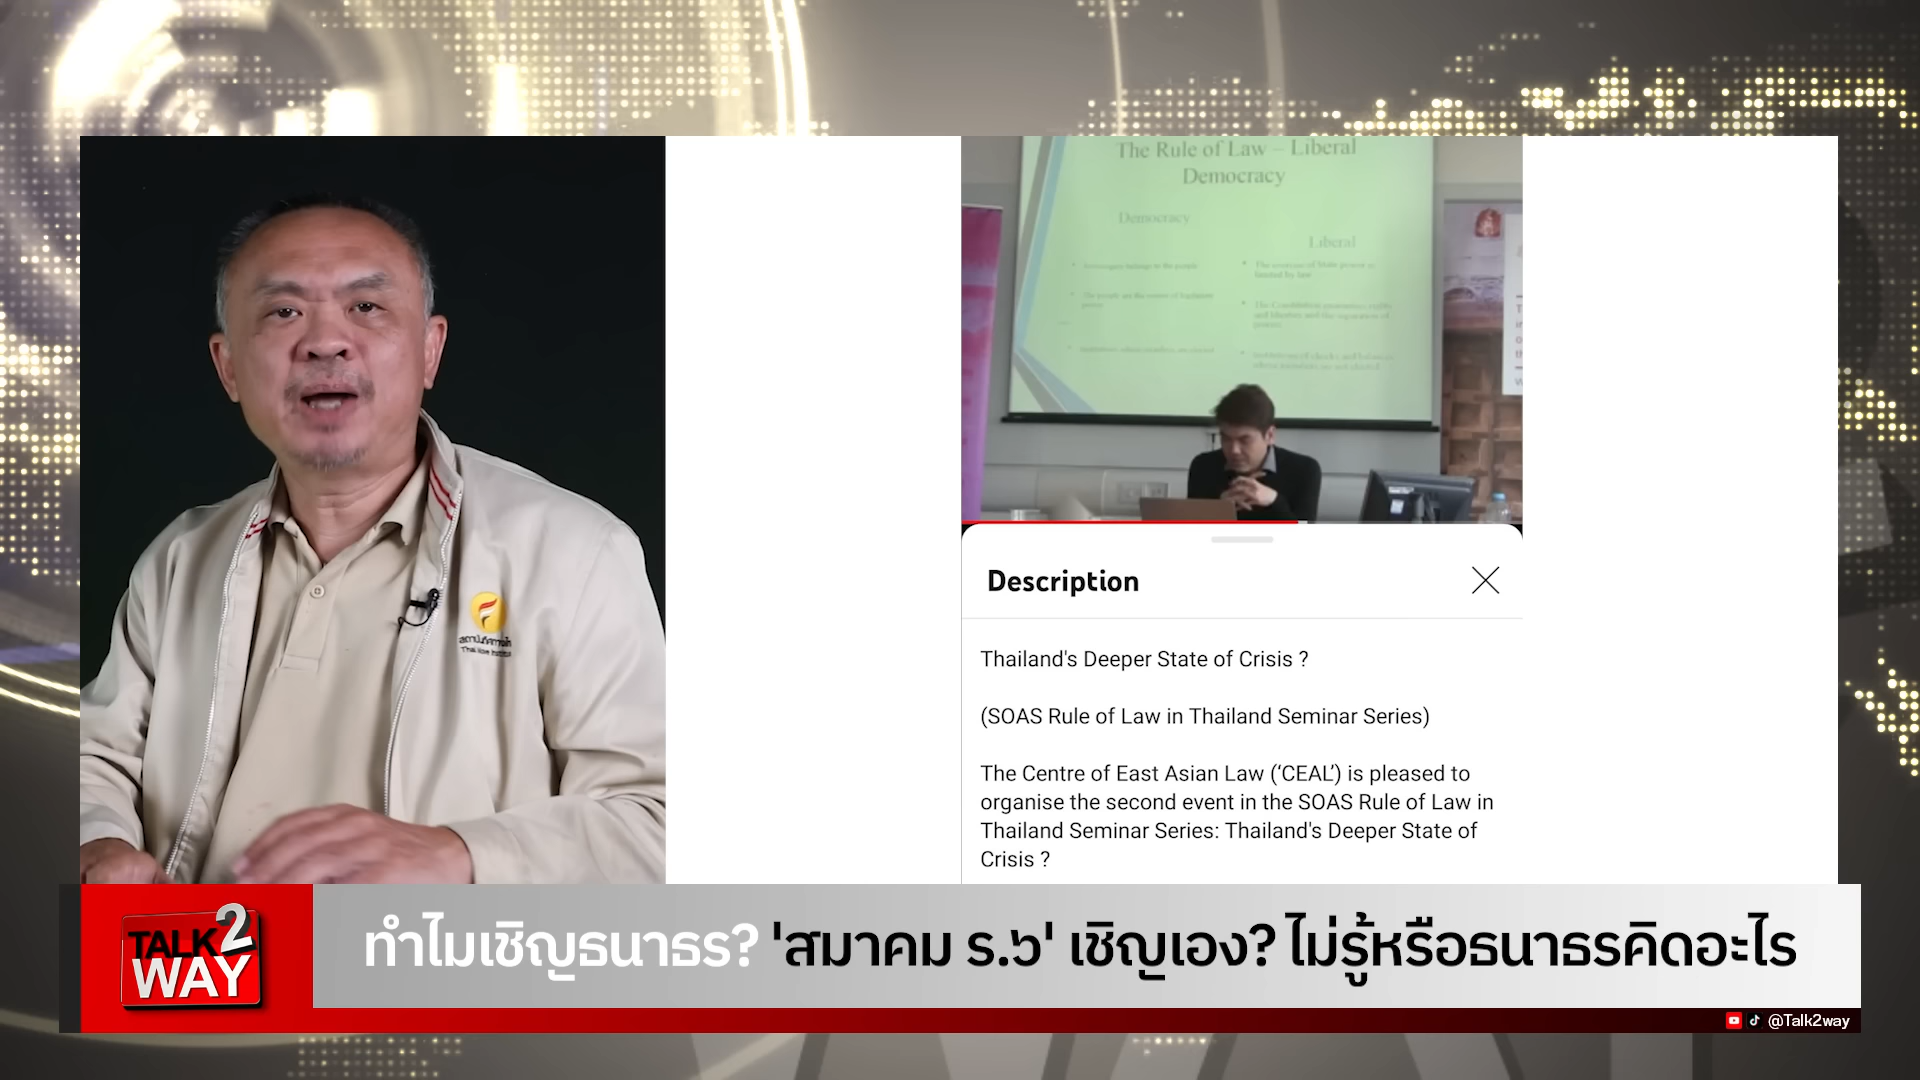 The Rule of Law – Liberal
Democracy
Democracy
Liberal
Description
Thailand's Deeper State of Crisis ?
(SOAS Rule of Law in Thailand Seminar Series)
The Centre of East Asian Law (‘CEAL’) is pleased to
organise the second event in the SOAS Rule of Law in
Thailand Seminar Series: Thailand's Deeper State of
Crisis ?
TALK 2
WAY
ทำไมเชิญธนาธร? 'สมาคม ร.๖' เชิญเอง? ไม่รู้หรือธนาธรคิดอะไร
@Talk2way